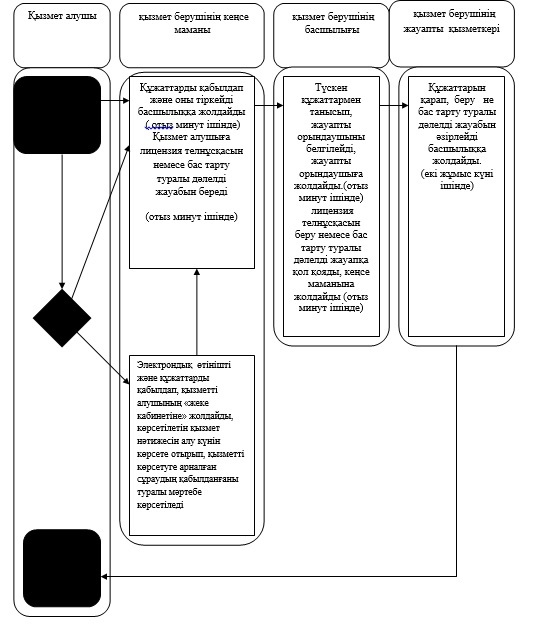 Қызмет алушы
қызмет берушінің кеңсе
маманы
қызмет берушінің
басшылығы
қызмет берушінің
жауапты қызметкері
Құжаттарды қабылдап
және оны тіркейді
басшылыққа жолдайды
( отыз минут ішінде)
Қызмет алушыға
лицензия телнұсқасын
немесе бас тарту
туралы дәлелді
жауабын береді
(отыз минут ішінде)
Түскен
құжаттармен
танысып,
жауапты
орындаушыны
белгілейді,
жауапты
орындаушыға
жолдайды.(отыз
минут ішінде)
лицензия
телнұсқасын
беру немесе бас
тарту туралы
дәлелді жауапқа
қол қояды, кеңсе
маманына
жолдайды (отыз
минут ішінде)
Құжаттарын
қарап, беру не
бас тарту туралы
дәлелді жауабын
әзірлейді
басшылыққа
жолдайды.
(екі жұмыс күні
ішінде)
Электрондық өтінішті
және құжаттарды
қабылдап, қызметті
алушының «жеке
кабинетіне» жолдайды,
көрсетілетін қызмет
нәтижесін алу күнін
көрсете отырып, қызметті
көрсетуге арналған
сұраудың қабылданғаны
туралы мәртебе
көрсетіледі